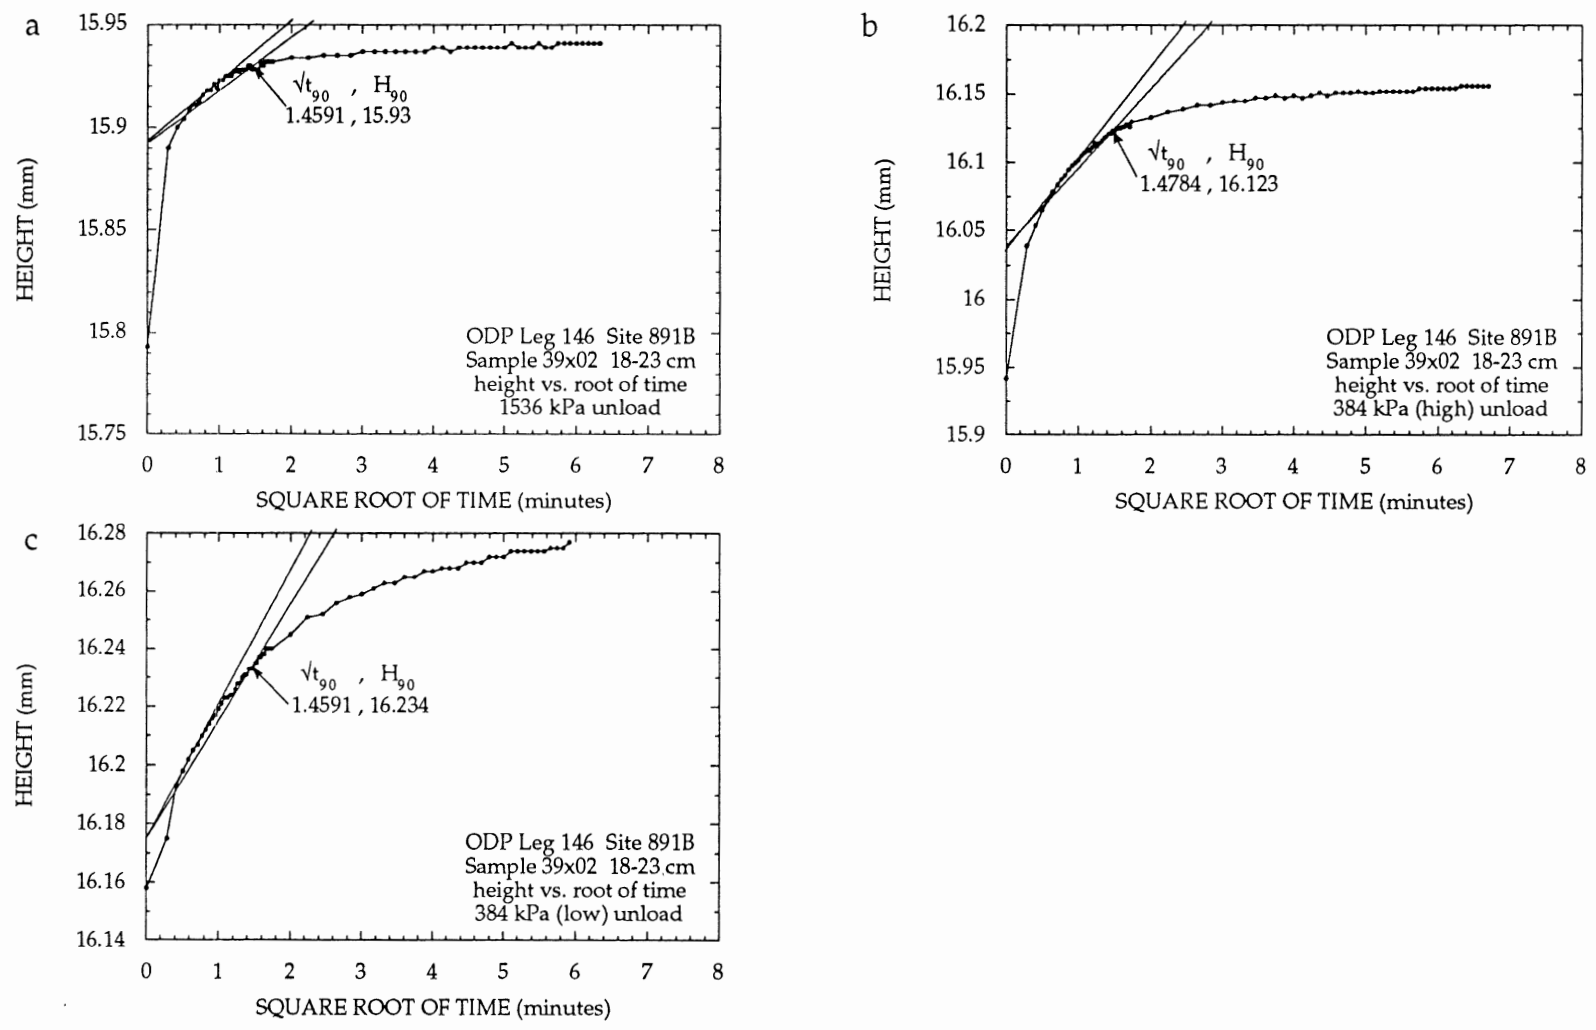 a
15.95
15.9
15.85
15.8
15.75
HEIGHT (mm)
√t90 , H90
1.4591 , 15.93
ODP Leg 146 Site 891B
Sample 39x02 18-23 cm
height vs. root of time
1536 kPa unload
0 1 2 3 4 5 6 7 8
SQUARE ROOT OF TIME (minutes)
b
16.2
16.15
16.1
16.05
16
15.95
15.9
HEIGHT (mm)
√t90 , H90
1.4784 , 16.123
ODP Leg 146 Site 891B
Sample 39x02 18-23 cm
height vs. root of time
384 kPa (high) unload
0 1 2 3 4 5 6 7 8
SQUARE ROOT OF TIME (minutes)
c
16.28
16.26
16.24
16.22
16.2
16.18
16.16
16.14
HEIGHT (mm)
√t90 , H90
1.4591 , 16.234
ODP Leg 146 Site 891B
Sample 39x02 18-23 cm
height vs. root of time
384 kPa (low) unload
0 1 2 3 4 5 6 7 8
SQUARE ROOT OF TIME (minutes)